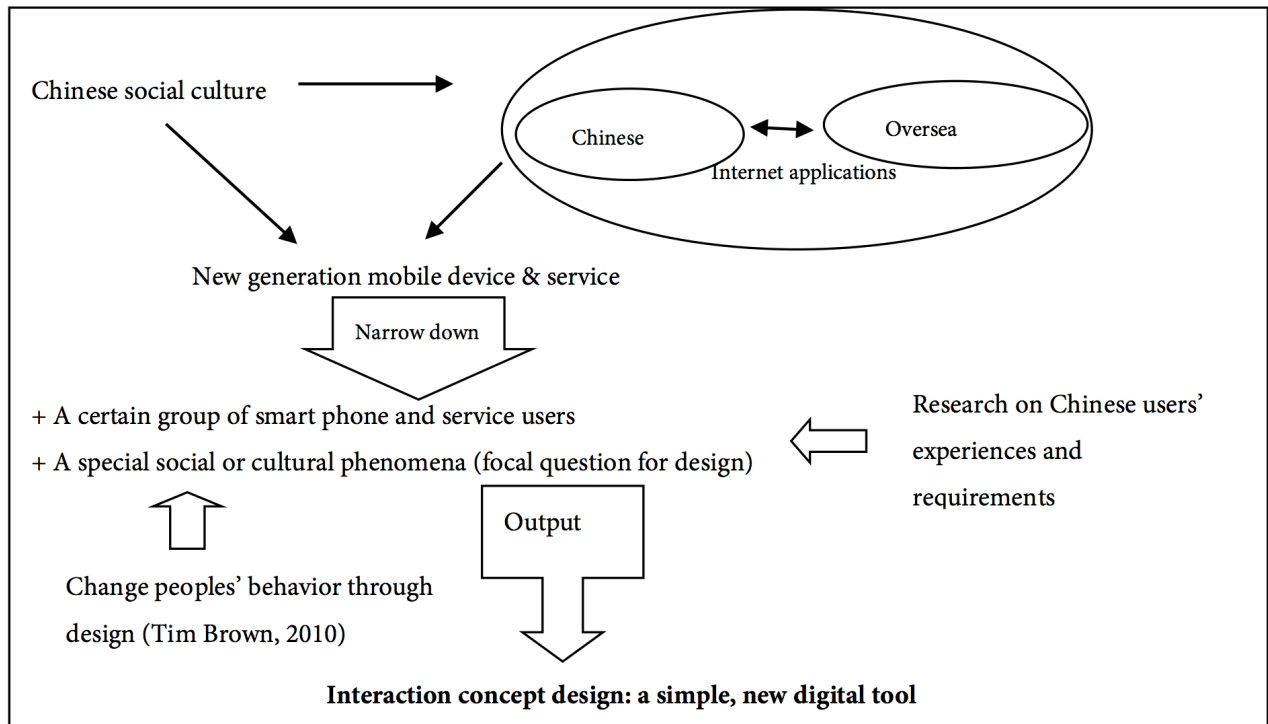 Chinese social culture
Chinese
Oversea
Internet applications
New generation mobile device & service
Narrow down
+ A certain group of smart phone and service users
+ A special social or cultural phenomena (focal question for design)
Research on Chinese users’
experiences and
requirements
Output
Change peoples’ behavior through
design (Tim Brown, 2010)
Interaction concept design: a simple, new digital tool